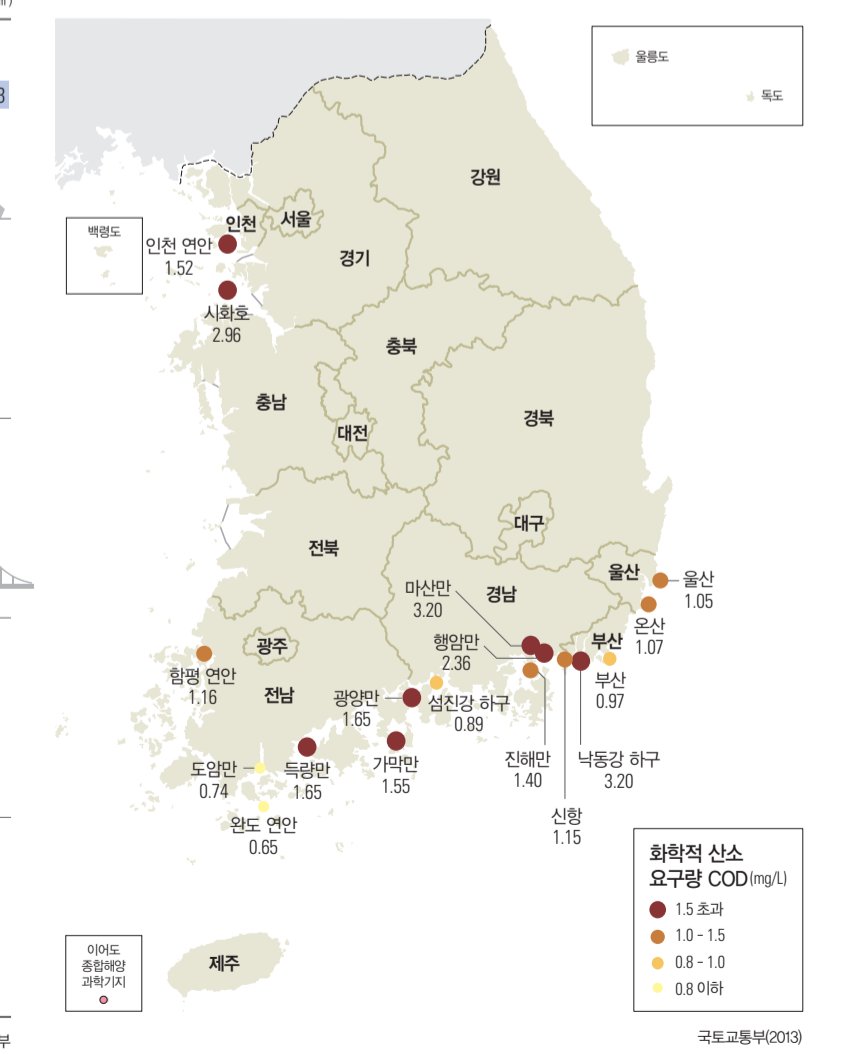 울릉도
독도
강원
서울
인천
백령도
인천 연안
1.52
경기
시화호
2.96
충북
충남
경북
대전
대구
전북
울산
울산
1.05
마산만
3.20
경남
온산
1.07
행암만
2.36
부산
부산
0.97
광주
함평 연안
1.16
전남
광양만
1.65
섬진강 하구
0.89
도암만
0.74
득량만
1.65
가막만
1.55
진해만
1.40
낙동강 하구
3.20
신항
1.15
완도 연안
0.65
화학적 산소
요구량 COD(mg/L)
1.5 초과
1.0 - 1.5
0.8 - 1.0
0.8 이하
이어도
종합해양
과학기지
제주
국토교통부(2013)
부